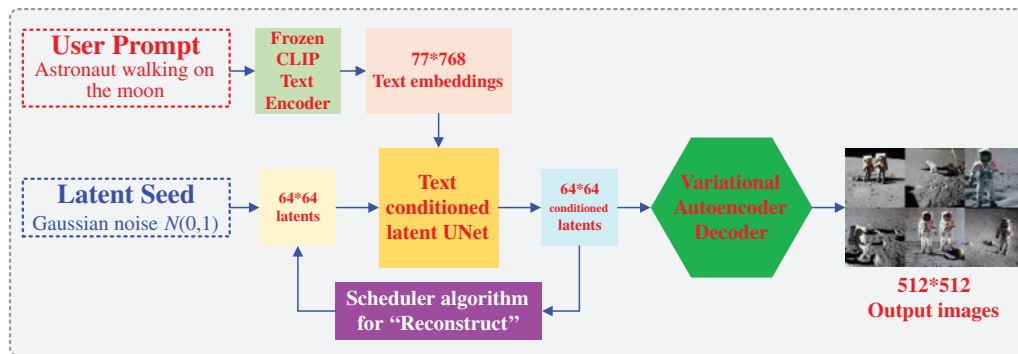 User Prompt
Astronaut walking on
the moon
Frozen
CLIP
Text
Encoder
77*768
Text embeddings
Latent Seed
Gaussian noise N(0,1)
64*64
latents
Text
conditioned
latent UNet
64*64
conditioned
latents
Variational
Autoencoder
Decoder
512*512
Output images
Scheduler algorithm
for “Reconstruct”